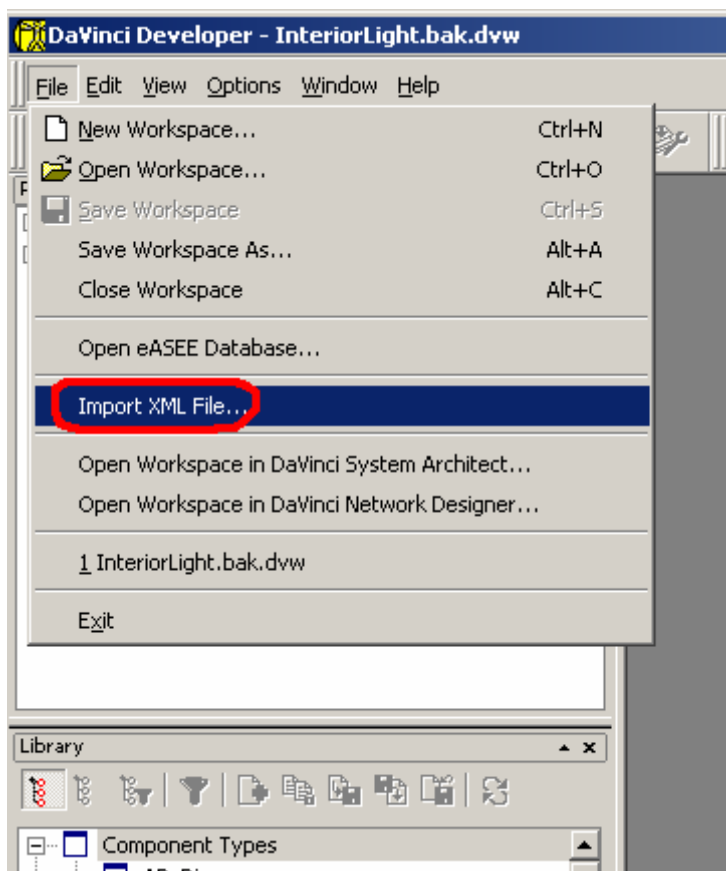 DaVinci Developer - InteriorLight.bak.dvw
File Edit View Options Window Help
New Workspace... Ctrl+N
Open Workspace... Ctrl+O
Save Workspace Ctrl+S
Save Workspace As... Alt+A
Close Workspace Alt+C
Open eASEE Database...
Import XML File...
Open Workspace in DaVinci System Architect...
Open Workspace in DaVinci Network Designer...
1 InteriorLight.bak.dvw
Exit
Library
Component Types